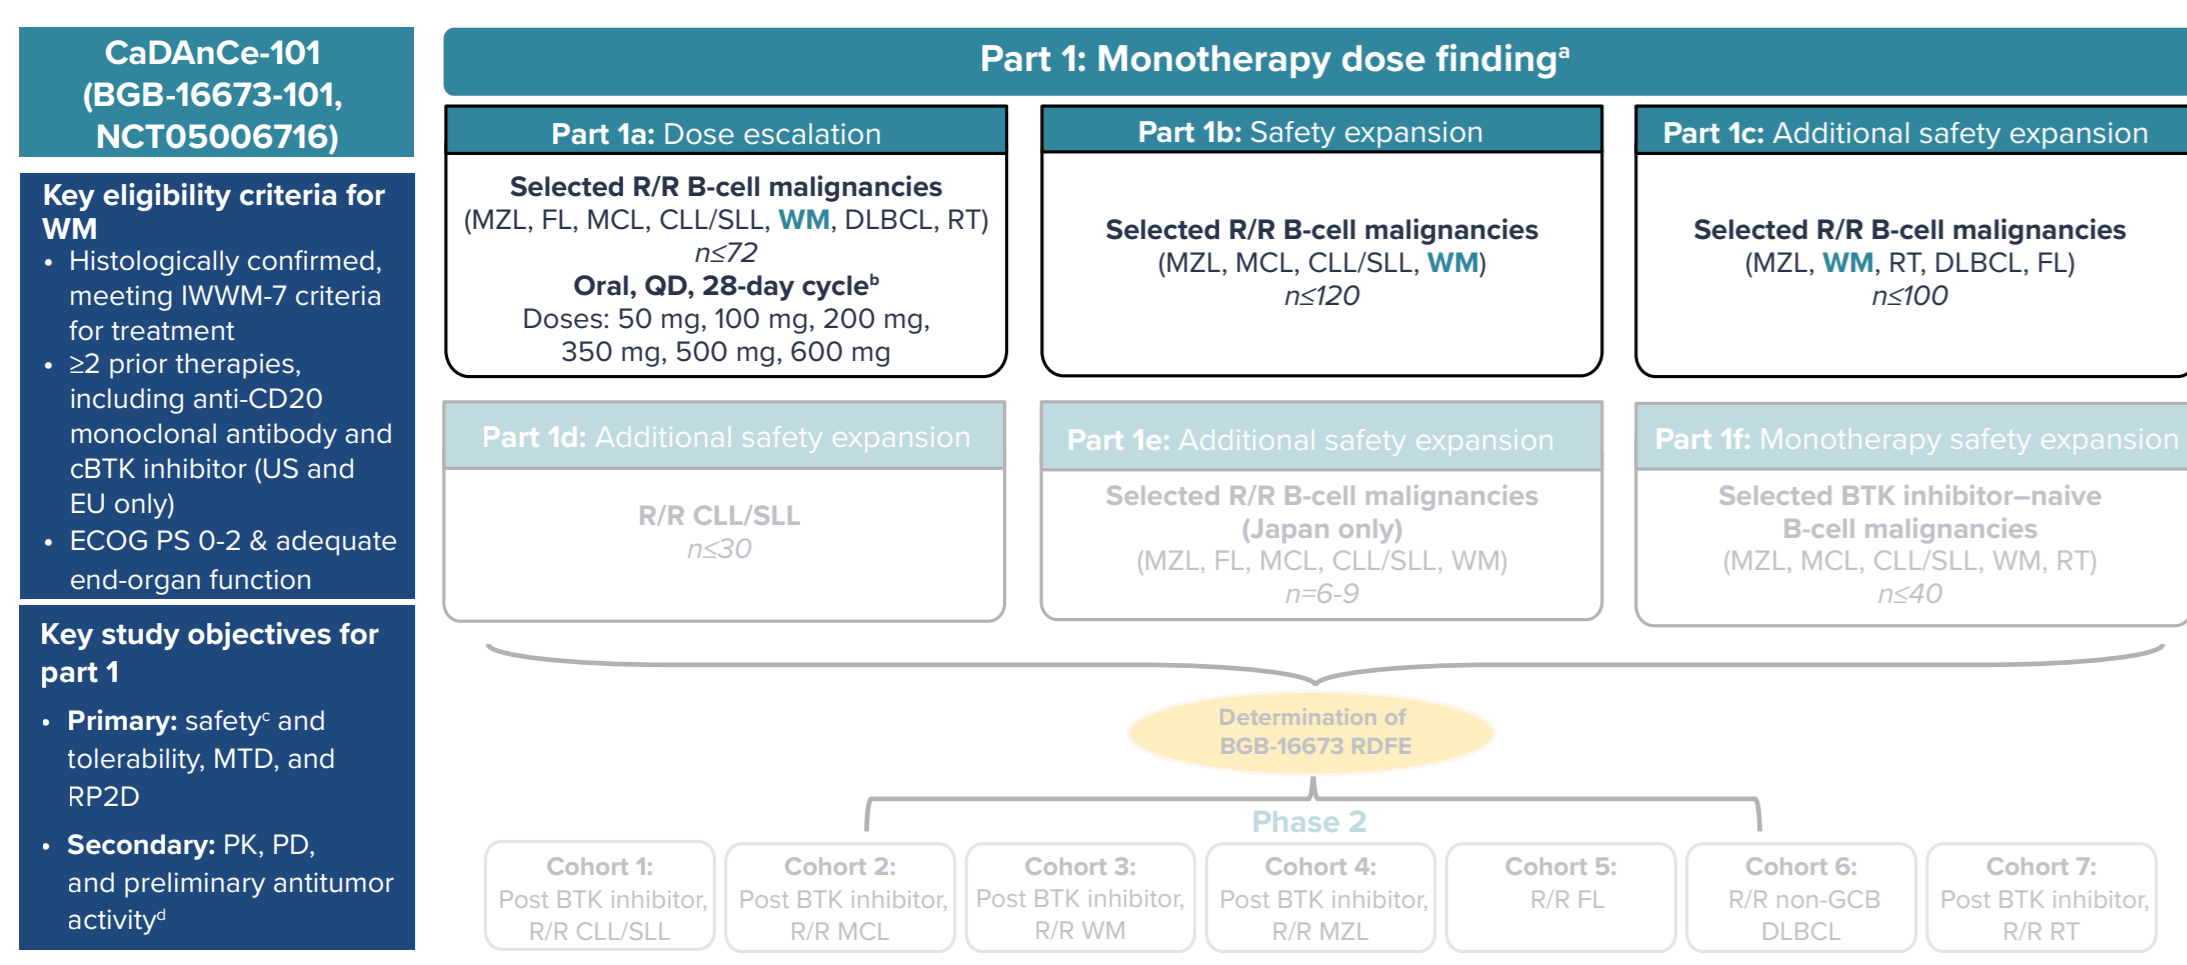 CaDAnCe-101
(BGB-16673-101,
NCT05006716)
Key eligibility criteria for
WM
• Histologically confirmed,
meeting IWWM-7 criteria
for treatment
• ≥2 prior therapies,
including anti-CD20
monoclonal antibody and
cBTK inhibitor (US and
EU only)
• ECOG PS 0-2 & adequate
end-organ function
Key study objectives for
part 1
• Primary: safetyᶜ and
tolerability, MTD, and
RP2D
• Secondary: PK, PD,
and preliminary antitumor
activityᵈ
Part 1: Monotherapy dose findingᵃ
Part 1a: Dose escalation
Selected R/R B-cell malignancies
(MZL, FL, MCL, CLL/SLL, WM, DLBCL, RT)
n≤72
Oral, QD, 28-day cycleᵇ
Doses: 50 mg, 100 mg, 200 mg,
350 mg, 500 mg, 600 mg
Part 1b: Safety expansion
Selected R/R B-cell malignancies
(MZL, MCL, CLL/SLL, WM)
n≤120
Part 1c: Additional safety expansion
Selected R/R B-cell malignancies
(MZL, WM, RT, DLBCL, FL)
n≤100
Part 1d: Additional safety expansion
R/R CLL/SLL
n≤30
Part 1e: Additional safety expansion
Selected R/R B-cell malignancies
(Japan only)
(MZL, FL, MCL, CLL/SLL, WM)
n=6-9
Part 1f: Monotherapy safety expansion
Selected BTK inhibitor–naive
B-cell malignancies
(MZL, MCL, CLL/SLL, WM, RT)
n≤40
Determination of
BGB-16673 RDFE
Phase 2
Cohort 1:
Post BTK inhibitor,
R/R CLL/SLL
Cohort 2:
Post BTK inhibitor,
R/R MCL
Cohort 3:
Post BTK inhibitor,
R/R WM
Cohort 4:
Post BTK inhibitor,
R/R MZL
Cohort 5:
R/R FL
Cohort 6:
R/R non-GCB
DLBCL
Cohort 7:
Post BTK inhibitor,
R/R RT